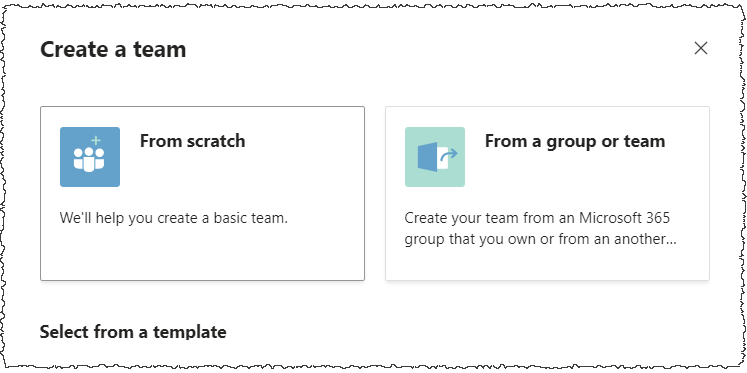 Create a team
From scratch
We'll help you create a basic team.
From a group or team
Create your team from an Microsoft 365
group that you own or from an another...
Select from a template